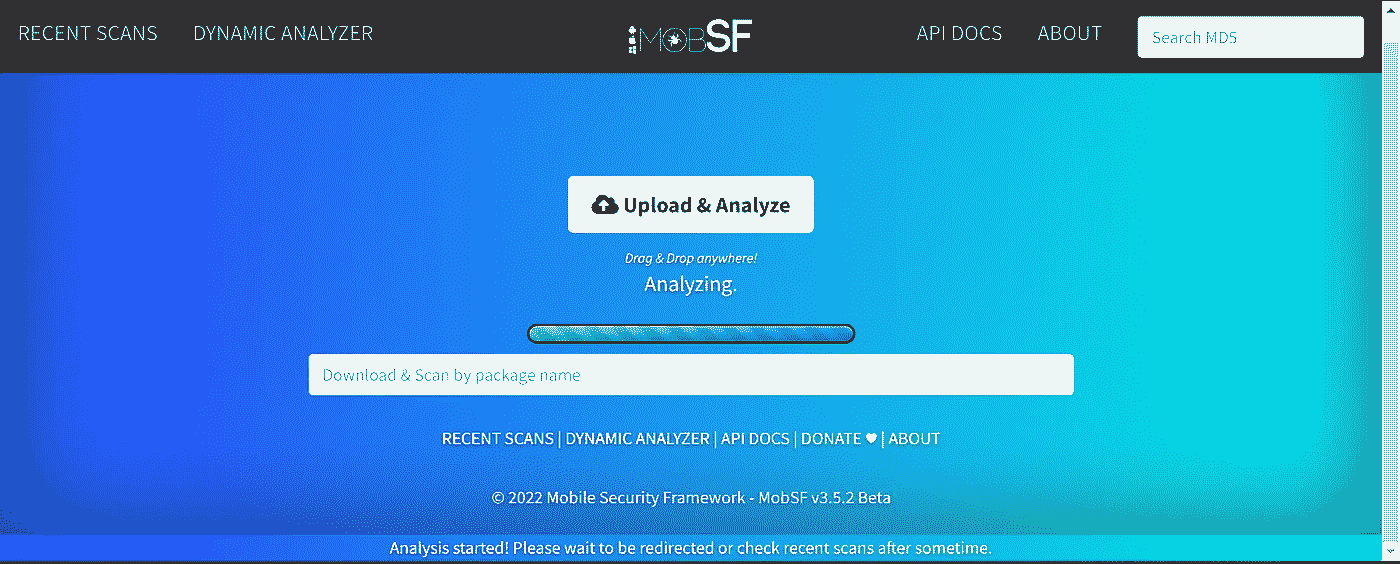 RECENT SCANS DYNAMIC ANALYZER MOBSF API DOCS ABOUT Search MD5
Upload & Analyze
Drag & Drop anywhere!
Analyzing.
Download & Scan by package name
RECENT SCANS | DYNAMIC ANALYZER | API DOCS | DONATE ♥ | ABOUT
© 2022 Mobile Security Framework - MobSF v3.5.2 Beta
Analysis started! Please wait to be redirected or check recent scans after sometime.